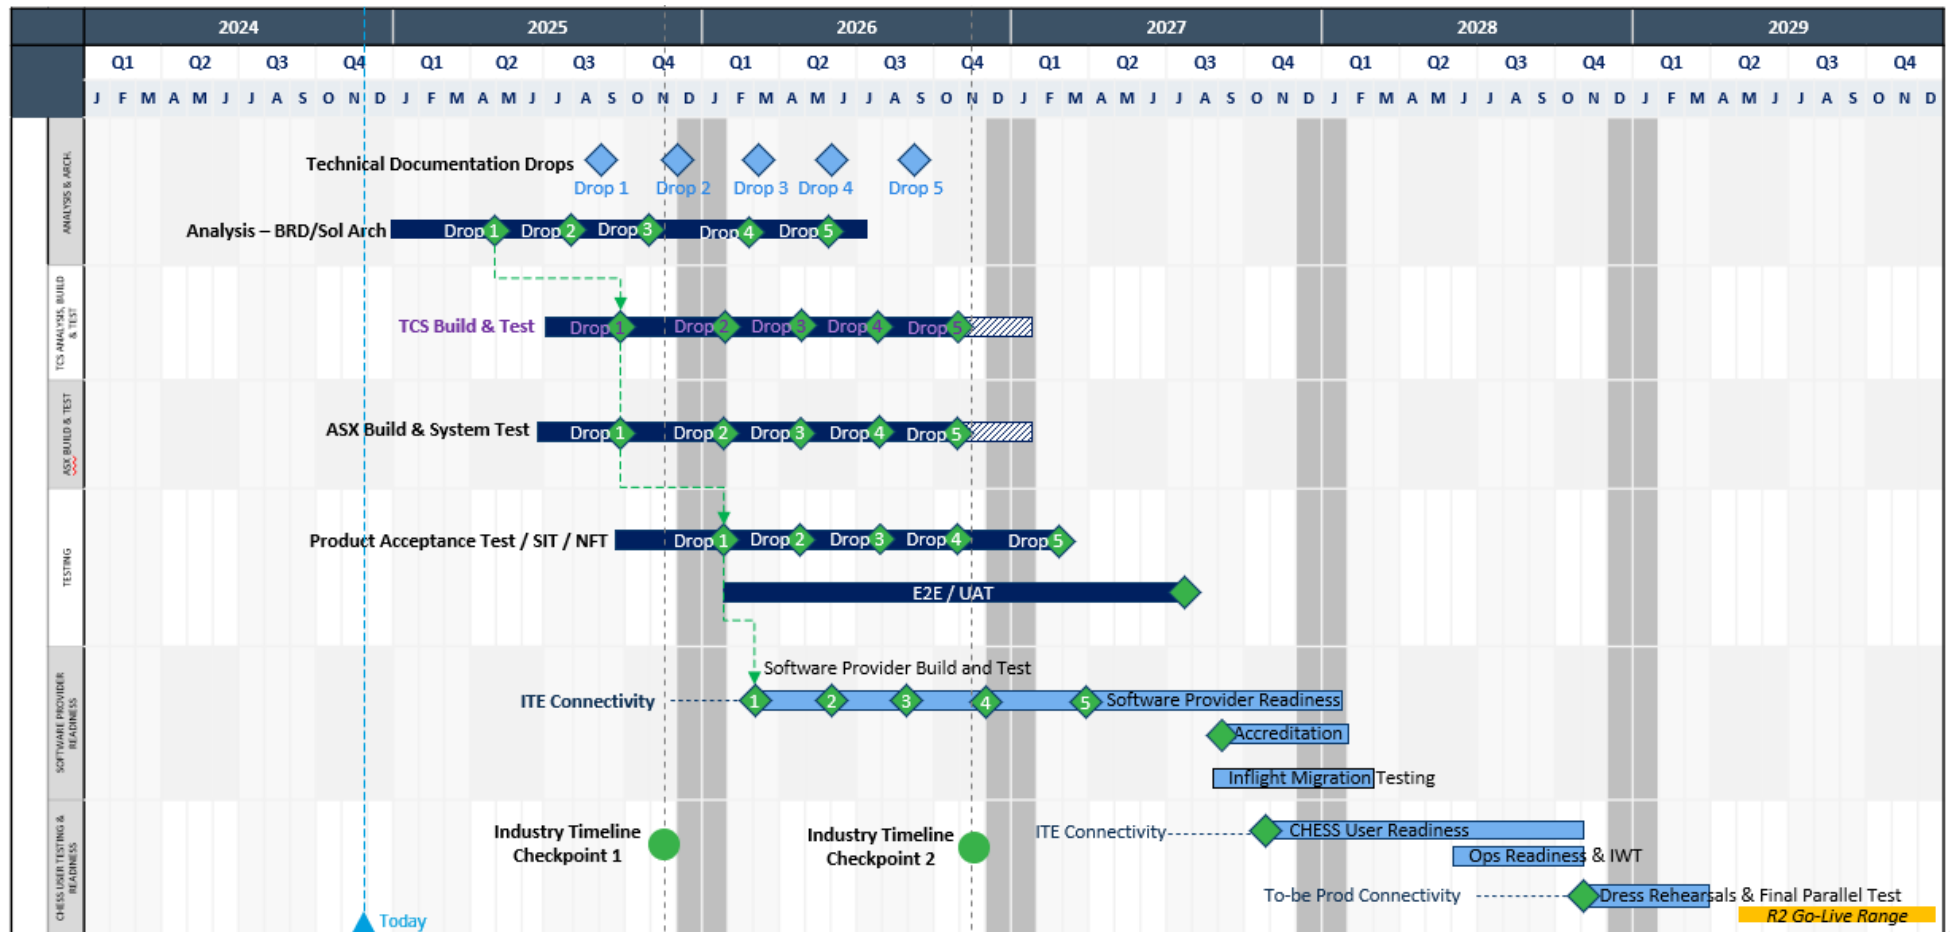 2024 2025 2026 2027 2028 2029
Q1 Q2 Q3 Q4 Q1 Q2 Q3 Q4 Q1 Q2 Q3 Q4 Q1 Q2 Q3 Q4 Q1 Q2 Q3 Q4 Q1 Q2 Q3 Q4
J F M A M J J A S O N D J F M A M J J A S O N D J F M A M J J A S O N D J F M A M J J A S O N D J F M A M J J A S O N D J F M A M J J A S O N D
ANALYSIS & ARCH.
Technical Documentation Drops
Drop 1 Drop 2 Drop 3 Drop 4 Drop 5
Analysis – BRD/Sol Arch Drop 1 Drop 2 Drop 3 Drop 4 Drop 5
TCS ANALYSIS, BUILD
& TEST
TCS Build & Test Drop 1 Drop 2 Drop 3 Drop 4 Drop 5
ASX BUILD & TEST
ASX Build & System Test Drop 1 Drop 2 Drop 3 Drop 4 Drop 5
TESTING
Product Acceptance Test / SIT / NFT Drop 1 Drop 2 Drop 3 Drop 4 Drop 5
E2E / UAT
SOFTWARE PROVIDER
READINESS
Software Provider Build and Test
ITE Connectivity 1 2 3 4 5 Software Provider Readiness
Accreditation
Inflight Migration Testing
CHESS USER TESTING &
READINESS
Industry Timeline
Checkpoint 1
Industry Timeline
Checkpoint 2
ITE Connectivity CHESS User Readiness
Ops Readiness & IWT
To-be Prod Connectivity Dress Rehearsals & Final Parallel Test
R2 Go-Live Range
Today